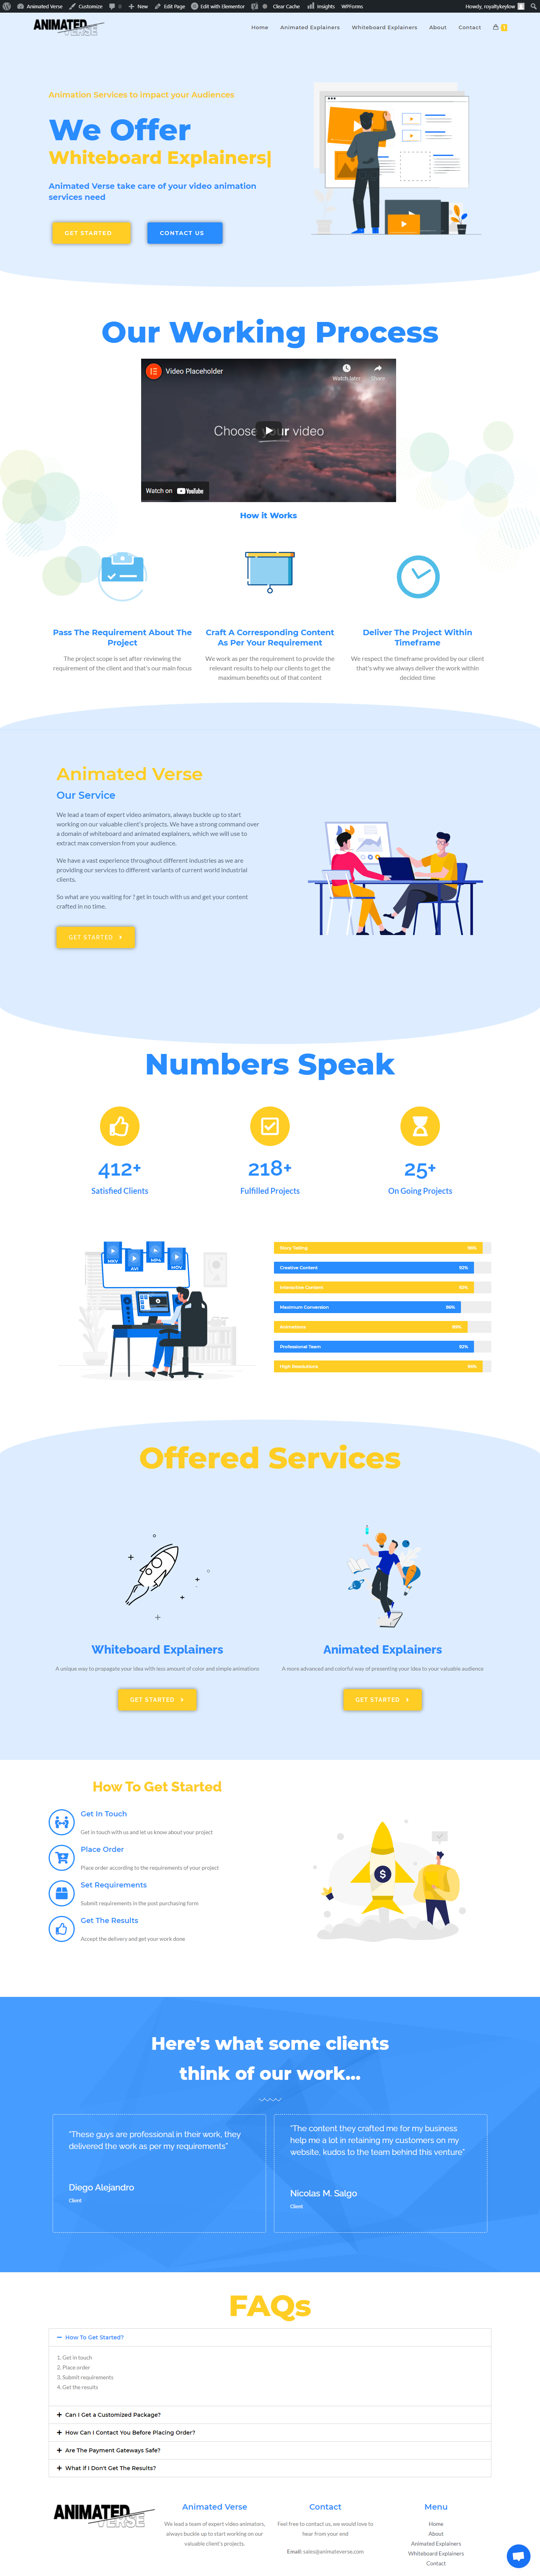 Animated Verse Customize 0 New Edit Page Edit with Elementor Clear Cache Insights WPForms Howdy, royaltykeyfow
ANIMATED VERSE
Home Animated Explainers Whiteboard Explainers About Contact 1
Animation Services to impact your Audiences
We Offer
Whiteboard Explainers|
Animated Verse take care of your video animation
services need
GET STARTED CONTACT US
Our Working Process
Video Placeholder
Watch later Share
Choose your video
Watch on YouTube
How it Works
Pass The Requirement About The
Project
The project scope is set after reviewing the
requirement of the client and that's our main focus
Craft A Corresponding Content
As Per Your Requirement
We work as per the requirement to provide the
relevant results to help our clients to get the
maximum benefits out of that content
Deliver The Project Within
Timeframe
We respect the timeframe provided by our client
that's why we always deliver the work within
decided time
Animated Verse
Our Service
We lead a team of expert video animators, always buckle up to start
working on our valuable client's projects. We have a strong command over
a domain of whiteboard and animated explainers, which we will use to
extract max conversion from your audience.
We have a vast experience throughout different industries as we are
providing our services to different variants of current world industrial
clients.
So what are you waiting for ? get in touch with us and get your content
crafted in no time.
GET STARTED
Numbers Speak
412+
Satisfied Clients
218+
Fulfilled Projects
25+
On Going Projects
MKV AVI MP4 MOV
Story Telling 96%
Creative Content 92%
Interactive Content 92%
Maximum Conversion 86%
Animations 89%
Professional Team 92%
High Resolutions 96%
Offered Services
Whiteboard Explainers
A unique way to propagate your idea with less amount of color and simple animations
GET STARTED
Animated Explainers
A more advanced and colorful way of presenting your idea to your valuable audience
GET STARTED
How To Get Started
Get In Touch
Get in touch with us and let us know about your project
Place Order
Place order according to the requirements of your project
Set Requirements
Submit requirements in the post purchasing form
Get The Results
Accept the delivery and get your work done
$
Here's what some clients
think of our work...
"These guys are professional in their work, they
delivered the work as per my requirements"
Diego Alejandro
Client
"The content they crafted me for my business
help me a lot in retaining my customers on my
website, kudos to the team behind this venture"
Nicolas M. Salgo
Client
FAQs
How To Get Started?
1. Get in touch
2. Place order
3. Submit requirements
4. Get the results
Can I Get a Customized Package?
How Can I Contact You Before Placing Order?
Are The Payment Gateways Safe?
What if I Don't Get The Results?
ANIMATED VERSE
Animated Verse
We lead a team of expert video animators,
always buckle up to start working on our
valuable client's projects.
Contact
Feel free to contact us, we would love to
hear from your end
Email: sales@animateverse.com
Menu
Home
About
Animated Explainers
Whiteboard Explainers
Contact